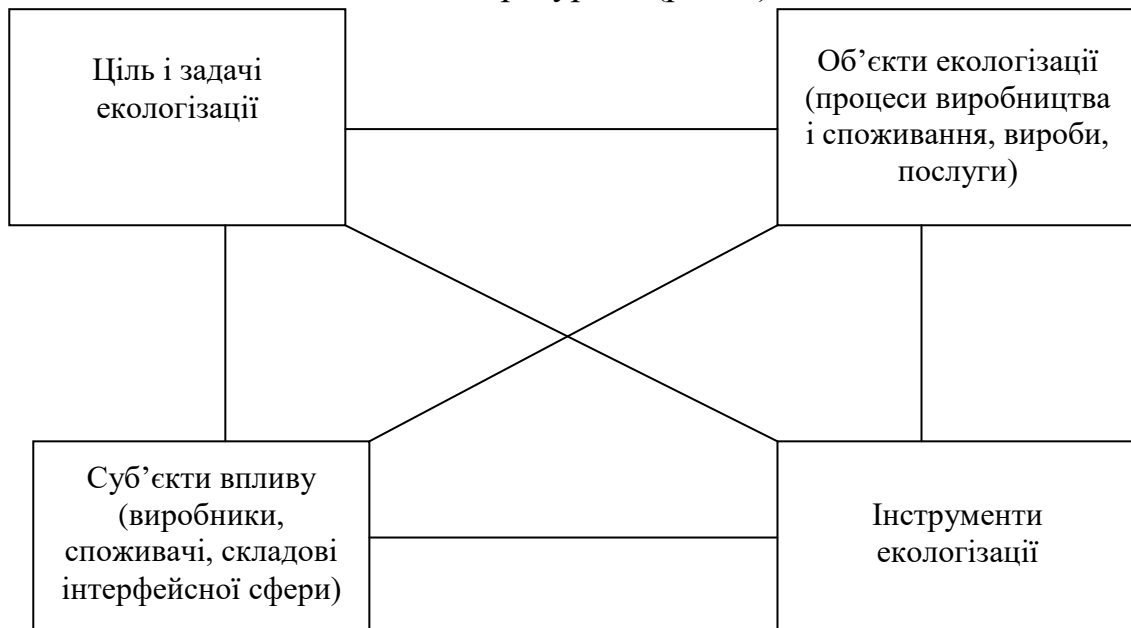 Ціль і задачі
екологізації
Об’єкти екологізації
(процеси виробництва
і споживання, вироби,
послуги)
Суб’єкти впливу
(виробники,
споживачі, складові
інтерфейсної сфери)
Інструменти
екологізації